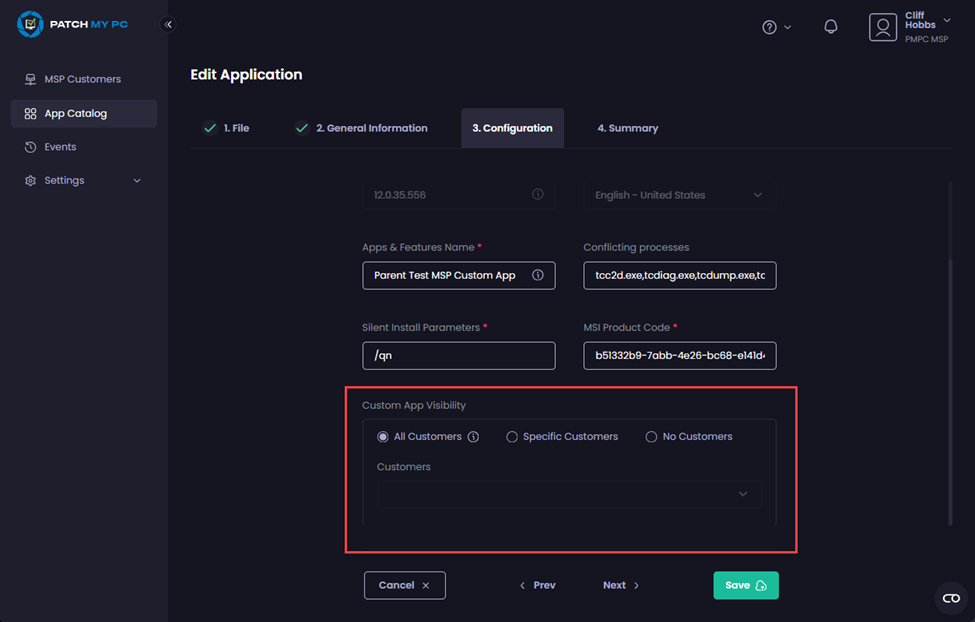 PATCH MY PC
Cliff
Hobbs
PMPC MSP
MSP Customers
App Catalog
Events
Settings
Edit Application
1. File
2. General Information
3. Configuration
4. Summary
12.0.35.556
English - United States
Apps & Features Name *
Conflicting processes
Parent Test MSP Custom App
tcc2d.exe,tcdiag.exe,tcdump.exe,tc
Silent Install Parameters *
MSI Product Code *
/qn
b51332b9-7abb-4e26-bc68-e141d4
Custom App Visibility
All Customers
Specific Customers
No Customers
Customers
Cancel
Prev
Next
Save